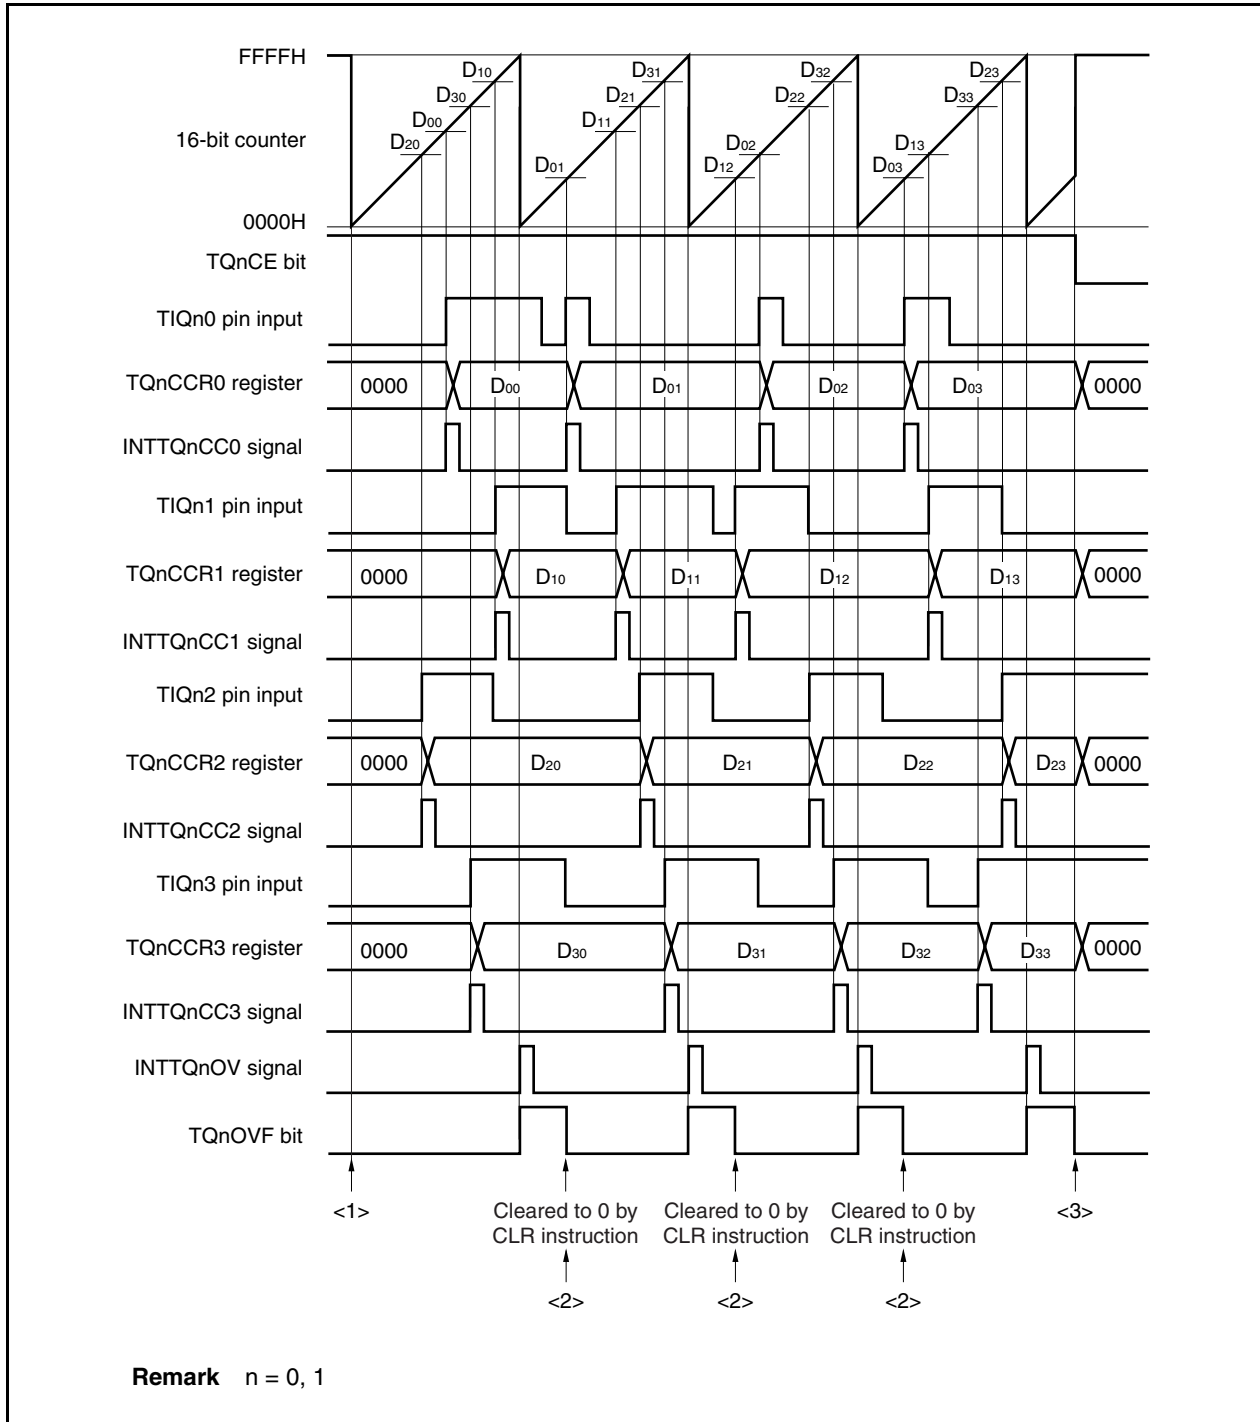 FFFFH
D10
D31
D32
D23
D30
D21
D22
D33
D00
D11
16-bit counter
D20
D02
D13
D01
D12
D03
0000H
TQnCE bit
TIQn0 pin input
TQnCCR0 register
0000
D00
D01
D02
D03
0000
INTTQnCC0 signal
TIQn1 pin input
TQnCCR1 register
0000
D10
D11
D12
D13
0000
INTTQnCC1 signal
TIQn2 pin input
TQnCCR2 register
0000
D20
D21
D22
D23
0000
INTTQnCC2 signal
TIQn3 pin input
TQnCCR3 register
0000
D30
D31
D32
D33
0000
INTTQnCC3 signal
INTTQnOV signal
TQnOVF bit
<1>
Cleared to 0 by
CLR instruction
Cleared to 0 by
CLR instruction
Cleared to 0 by
CLR instruction
<3>
<2>
<2>
<2>
Remark n = 0, 1